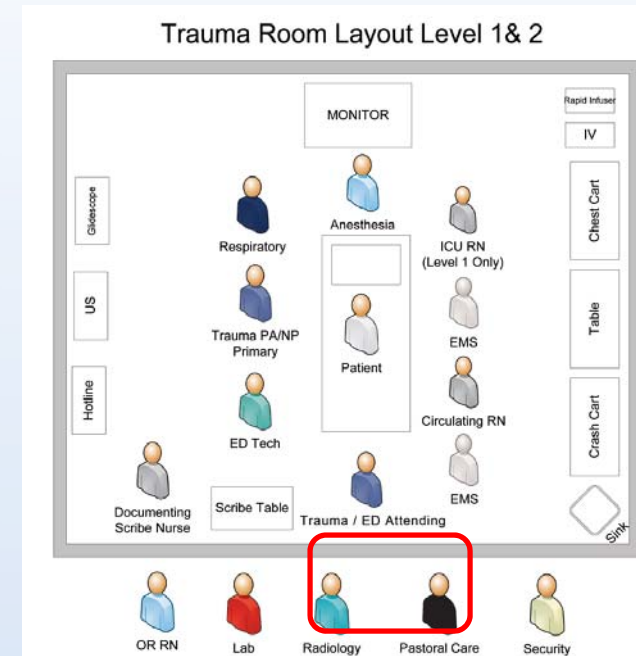 Trauma Room Layout Level 1& 2
MONITOR
Rapid Infuser
IV
Glidescope
Chest Cart
Respiratory
Anesthesia
ICU RN
(Level 1 Only)
US
Table
Trauma PA/NP
Primary
Patient
EMS
Hotline
Crash Cart
ED Tech
Circulating RN
Documenting
Scribe Nurse
Scribe Table
Trauma / ED Attending
EMS
Sink
OR RN
Lab
Radiology
Pastoral Care
Security